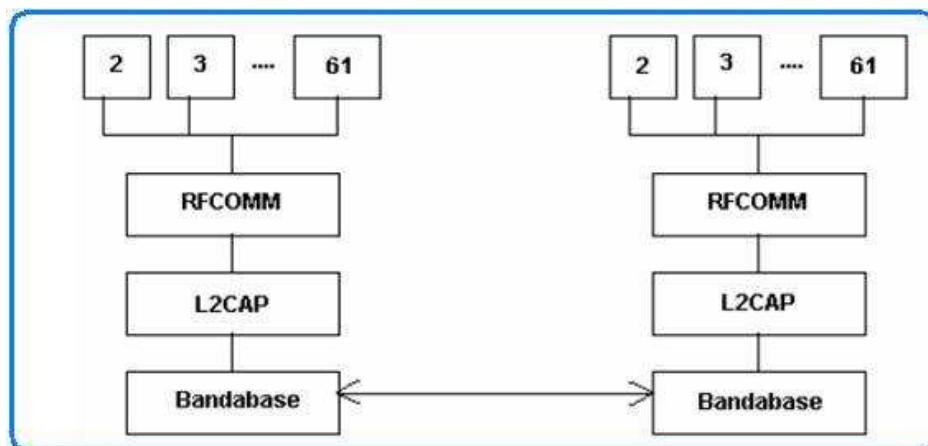 2 3 .... 61 2 3 .... 61
RFCOMM RFCOMM
L2CAP L2CAP
Bandabase Bandabase